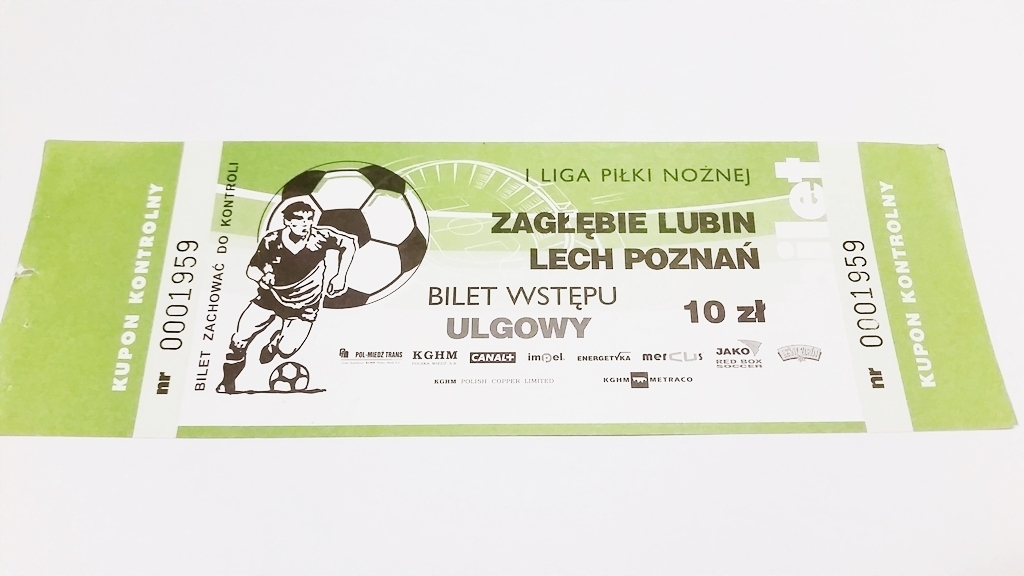 KUPON KONTROLNY
nr 0001959
BILET ZACHOWAĆ DO KONTROLI
I LIGA PIŁKI NOŻNEJ
ZAGŁĘBIE LUBIN
LECH POZNAŃ
BILET WSTĘPU
ULGOWY
10 zł
POL-MIEDŹ TRANS
KGHM
POLSKA MIEDŹ S.A.
CANAL+
impel
ENERGETYKA
mercus
JAKO
RED BOX
SOCCER
KGHM POLISH COPPER LIMITED
KGHM METRACO
bilet
nr 0001959
KUPON KONTROLNY